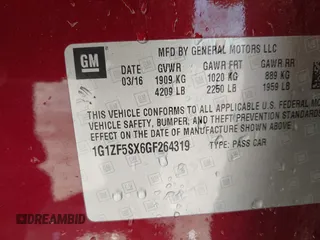 GM
MFD BY GENERAL MOTORS LLC
03/16
GVWR
GAWR FRT
GAWR RR
1909 KG
1020 KG
889 KG
4209 LB
2250 LB
1959 LB
THIS VEHICLE CONFORMS TO ALL APPLICABLE U.S. FEDERAL MOTOR
VEHICLE SAFETY, BUMPER, AND THEFT PREVENTION STANDARDS
IN EFFECT ON THE DATE OF MANUFACTURE SHOWN ABOVE.
1G1ZF5SX6GF264319
TYPE: PASS CAR
DREAMBID